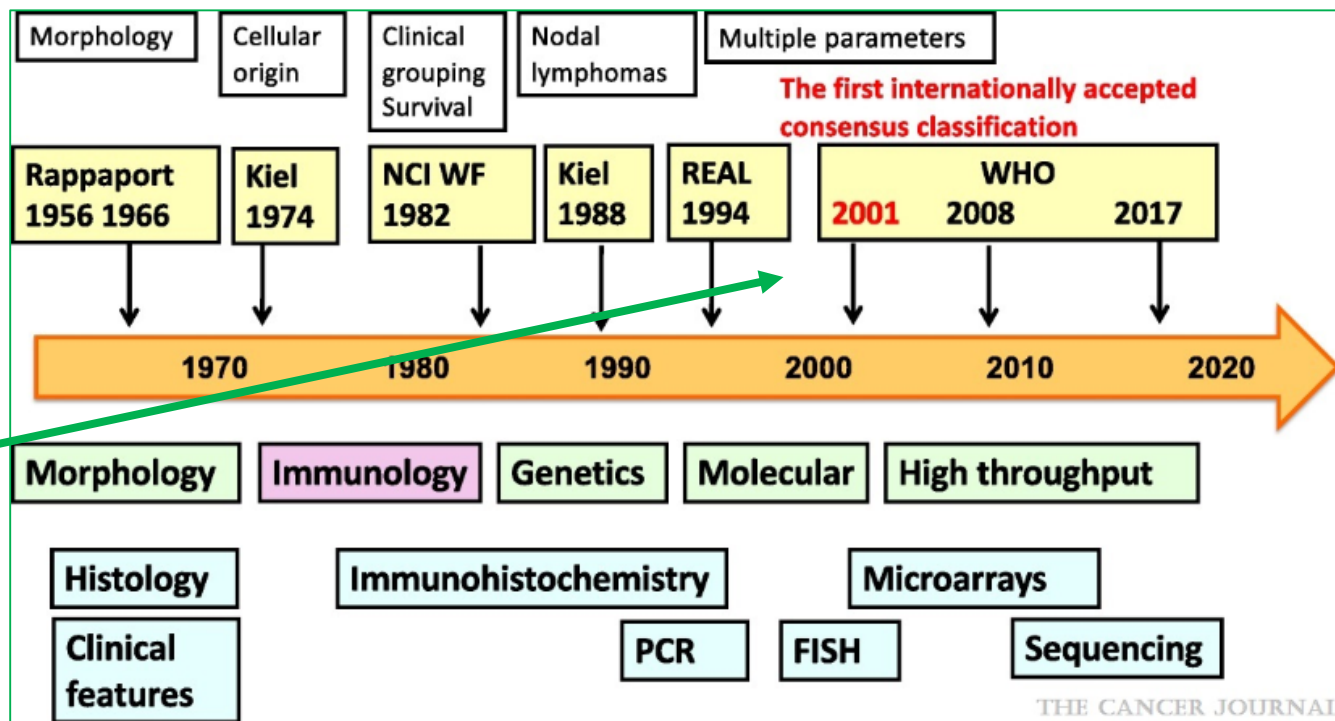 Morphology
Cellular
origin
Clinical
grouping
Survival
Nodal
lymphomas
Multiple parameters
The first internationally accepted
consensus classification
Rappaport
1956 1966
Kiel
1974
NCI WF
1982
Kiel
1988
REAL
1994
WHO
2001 2008 2017
1970 1980 1990 2000 2010 2020
Morphology
Immunology
Genetics
Molecular
High throughput
Histology
Immunohistochemistry
Microarrays
Clinical
features
PCR
FISH
Sequencing
THE CANCER JOURNAL